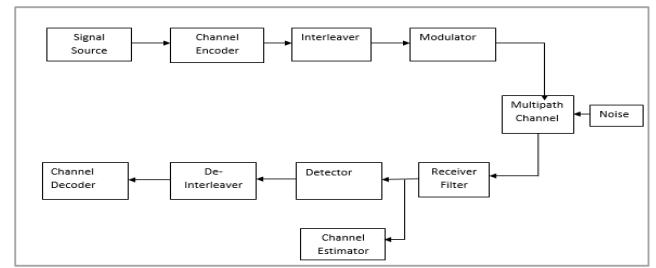 Signal
Source
Channel
Encoder
Interleaver
Modulator
Multipath
Channel
Noise
Channel
Decoder
De-
Interleaver
Detector
Receiver
Filter
Channel
Estimator